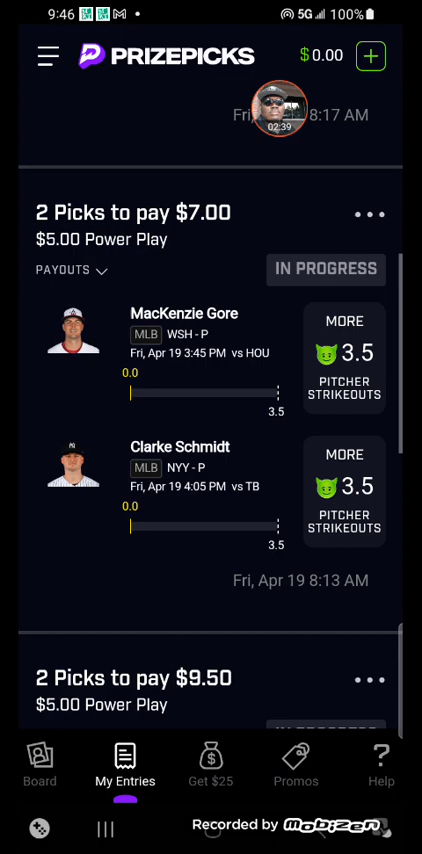 9:46 5G 100%
PRIZEPICKS $0.00 +
02:39
Fri, 8:17 AM
2 Picks to pay $7.00
$5.00 Power Play
PAYOUTS IN PROGRESS
MacKenzie Gore
MLB WSH - P
Fri, Apr 19 3:45 PM vs HOU
0.0
3.5
MORE
3.5
PITCHER
STRIKEOUTS
Clarke Schmidt
MLB NYY - P
Fri, Apr 19 4:05 PM vs TB
0.0
3.5
MORE
3.5
PITCHER
STRIKEOUTS
Fri, Apr 19 8:13 AM
2 Picks to pay $9.50
$5.00 Power Play
IN PROGRESS
Board My Entries Get $25 Promos Help
Recorded by MOBIZEN